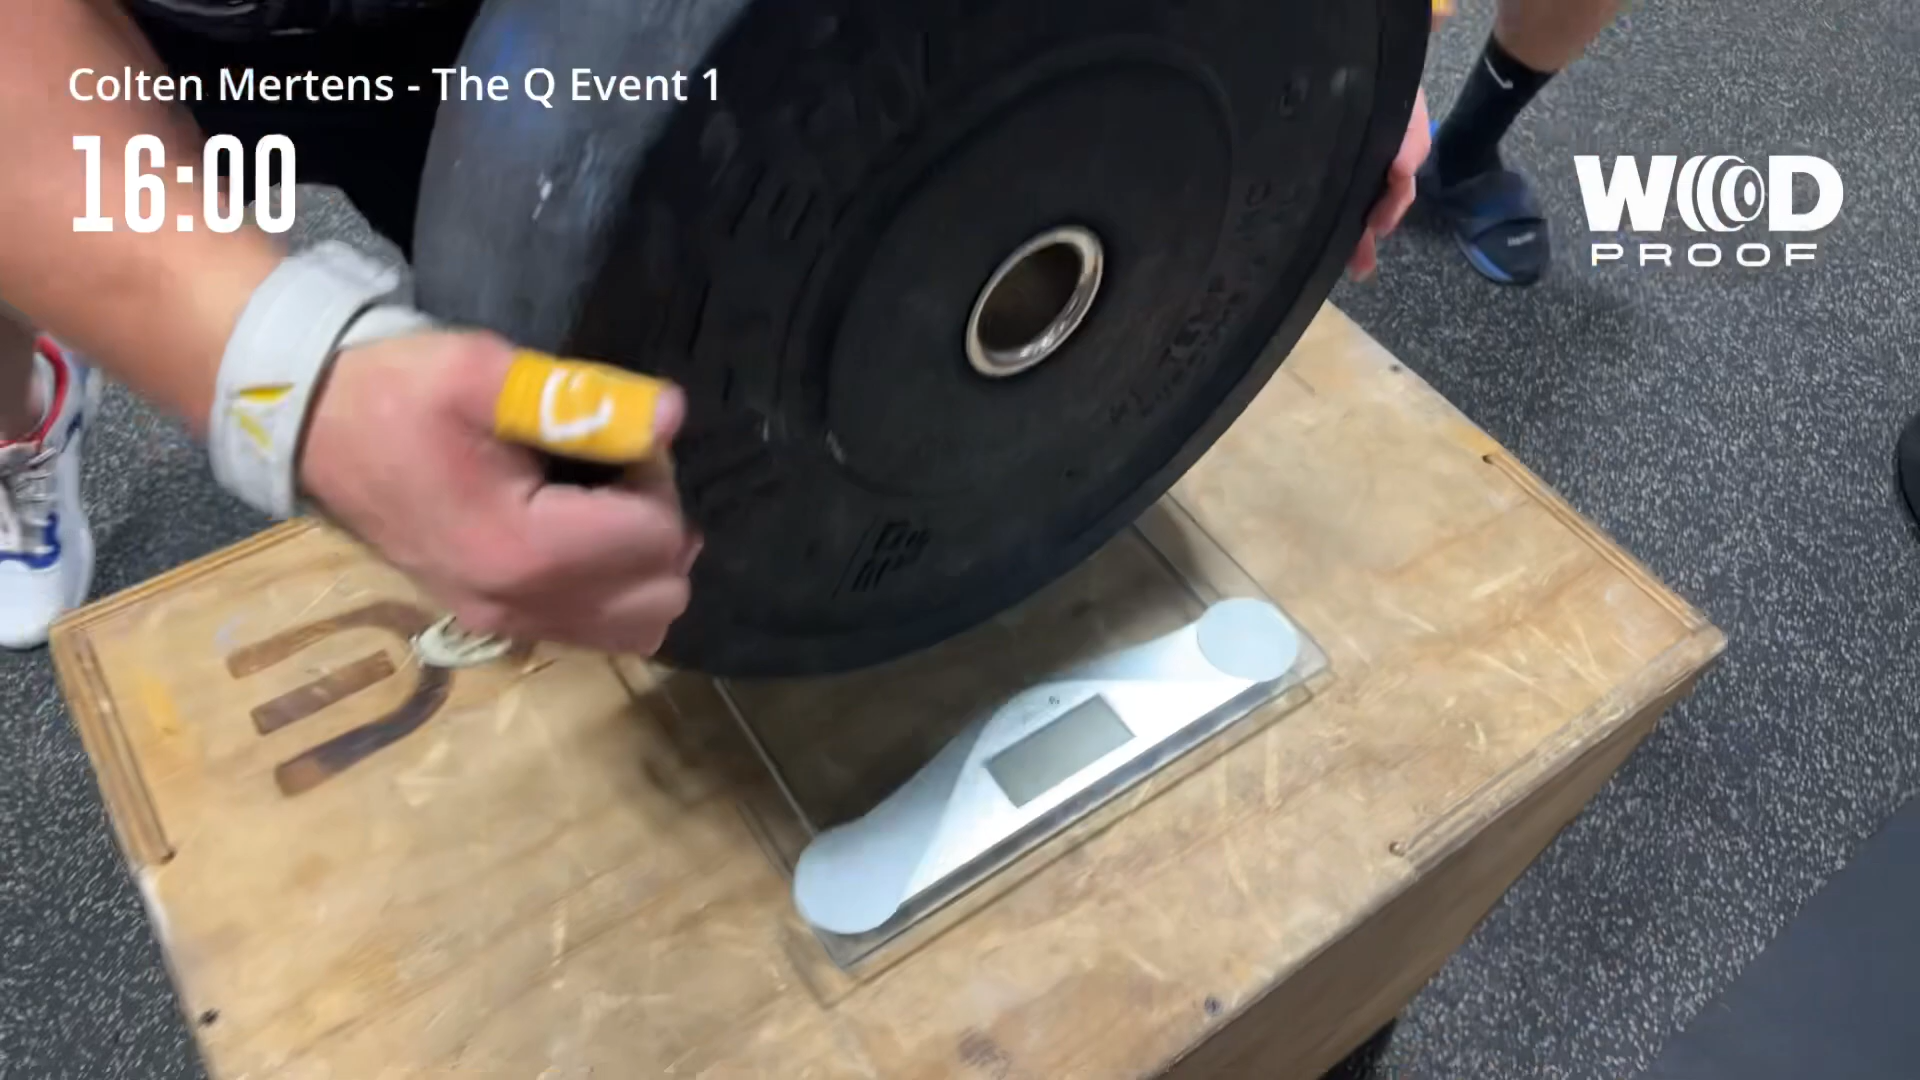 Colten Mertens - The Q Event 1
16:00
WOD
PROOF